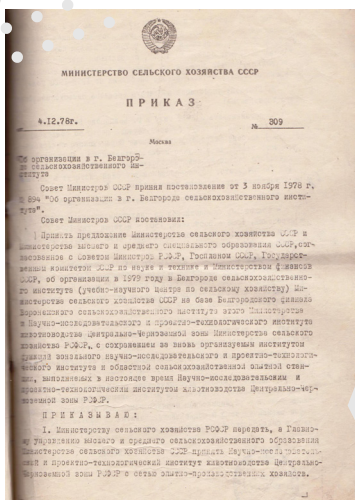 МИНИСТЕРСТВО СЕЛЬСКОГО ХОЗЯЙСТВА СССР
ПРИКАЗ
4.12.78г. № 309
Москва
Об организации в г. Белгоро-
де сельскохозяйственного ин-
ститута
Совет Министров СССР принял постановление от 3 ноября 1978 г.
№ 894 "Об организации в г. Белгороде сельскохозяйственного инсти-
тута".
Совет Министров СССР постановил:
Принять предложение Министерства сельского хозяйства СССР и
Министерства высшего и среднего специального образования СССР, сог-
ласованное с Советом Министров РСФСР, Госпланом СССР, Государст-
венным комитетом СССР по науке и технике и Министерством финансов
СССР, об организации в 1979 году в Белгороде сельскохозяйственно-
го института (учебно-научного центра по сельскому хозяйству) Ми-
нистерства сельского хозяйства СССР на базе Белгородского филиала
Воронежского сельскохозяйственного института этого Министерства
и Научно-исследовательского и проектно-технологического института
животноводства Центрально-Черноземной зоны Министерства сельского
хозяйства РСФСР, с сохранением за вновь организуемым институтом
функций зонального научно-исследовательского и проектно-технологи-
ческого института и областной сельскохозяйственной опытной стан-
ции, выполняемых в настоящее время Научно-исследовательским и
проектно-технологическим институтом животноводства Центрально-Чер-
ноземной зоны РСФСР.
ПРИКАЗЫВАЮ:
1. Министерству сельского хозяйства РСФСР передать, а Главно-
му управлению высшего и среднего сельскохозяйственного образования
Министерства сельского хозяйства СССР принять Научно-исследователь-
ский и проектно-технологический институт животноводства Центрально-
Черноземной зоны РСФСР с сетью опытно-производственных хозяйств.